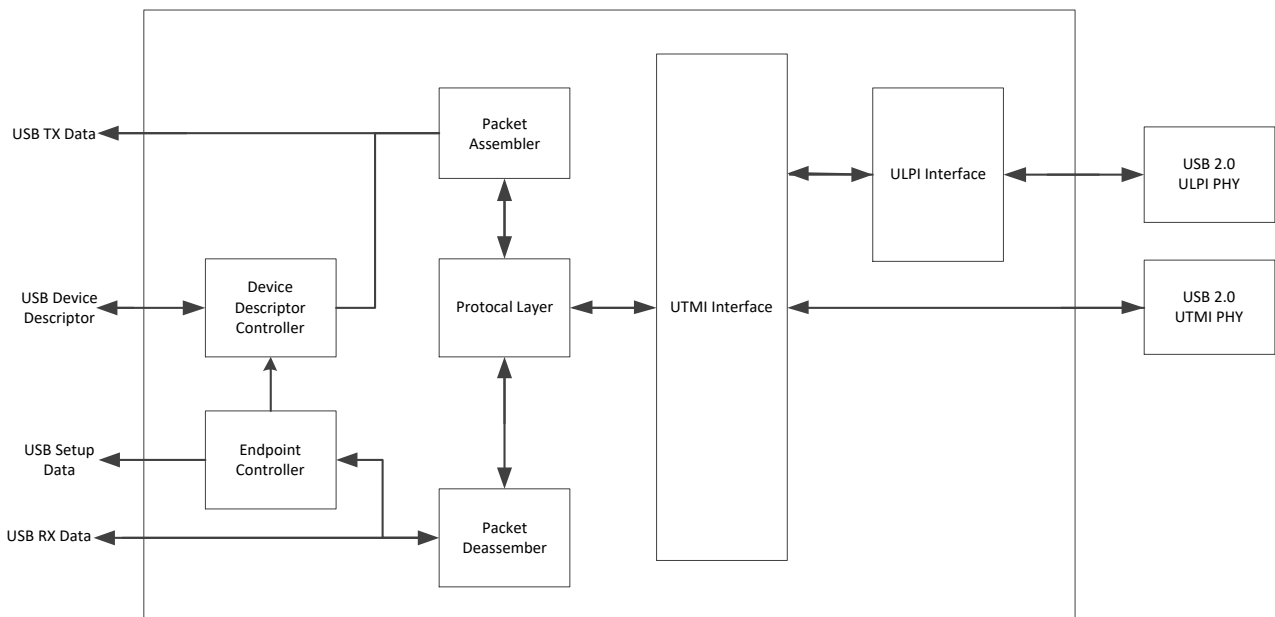 USB TX Data
Packet
Assembler
ULPI Interface
USB 2.0
ULPI PHY
USB Device
Descriptor
Device
Descriptor
Controller
Protocal Layer
UTMI Interface
USB 2.0
UTMI PHY
USB Setup
Data
Endpoint
Controller
USB RX Data
Packet
Deassember